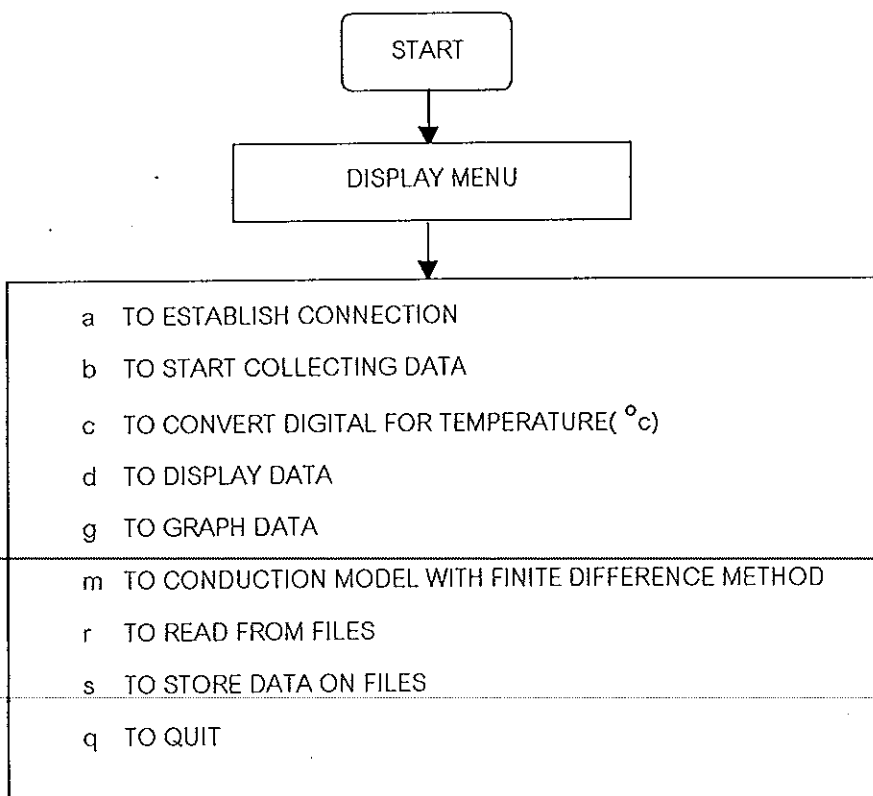 START
DISPLAY MENU
a TO ESTABLISH CONNECTION
b TO START COLLECTING DATA
c TO CONVERT DIGITAL FOR TEMPERATURE( °c)
d TO DISPLAY DATA
g TO GRAPH DATA
m TO CONDUCTION MODEL WITH FINITE DIFFERENCE METHOD
r TO READ FROM FILES
s TO STORE DATA ON FILES
q TO QUIT